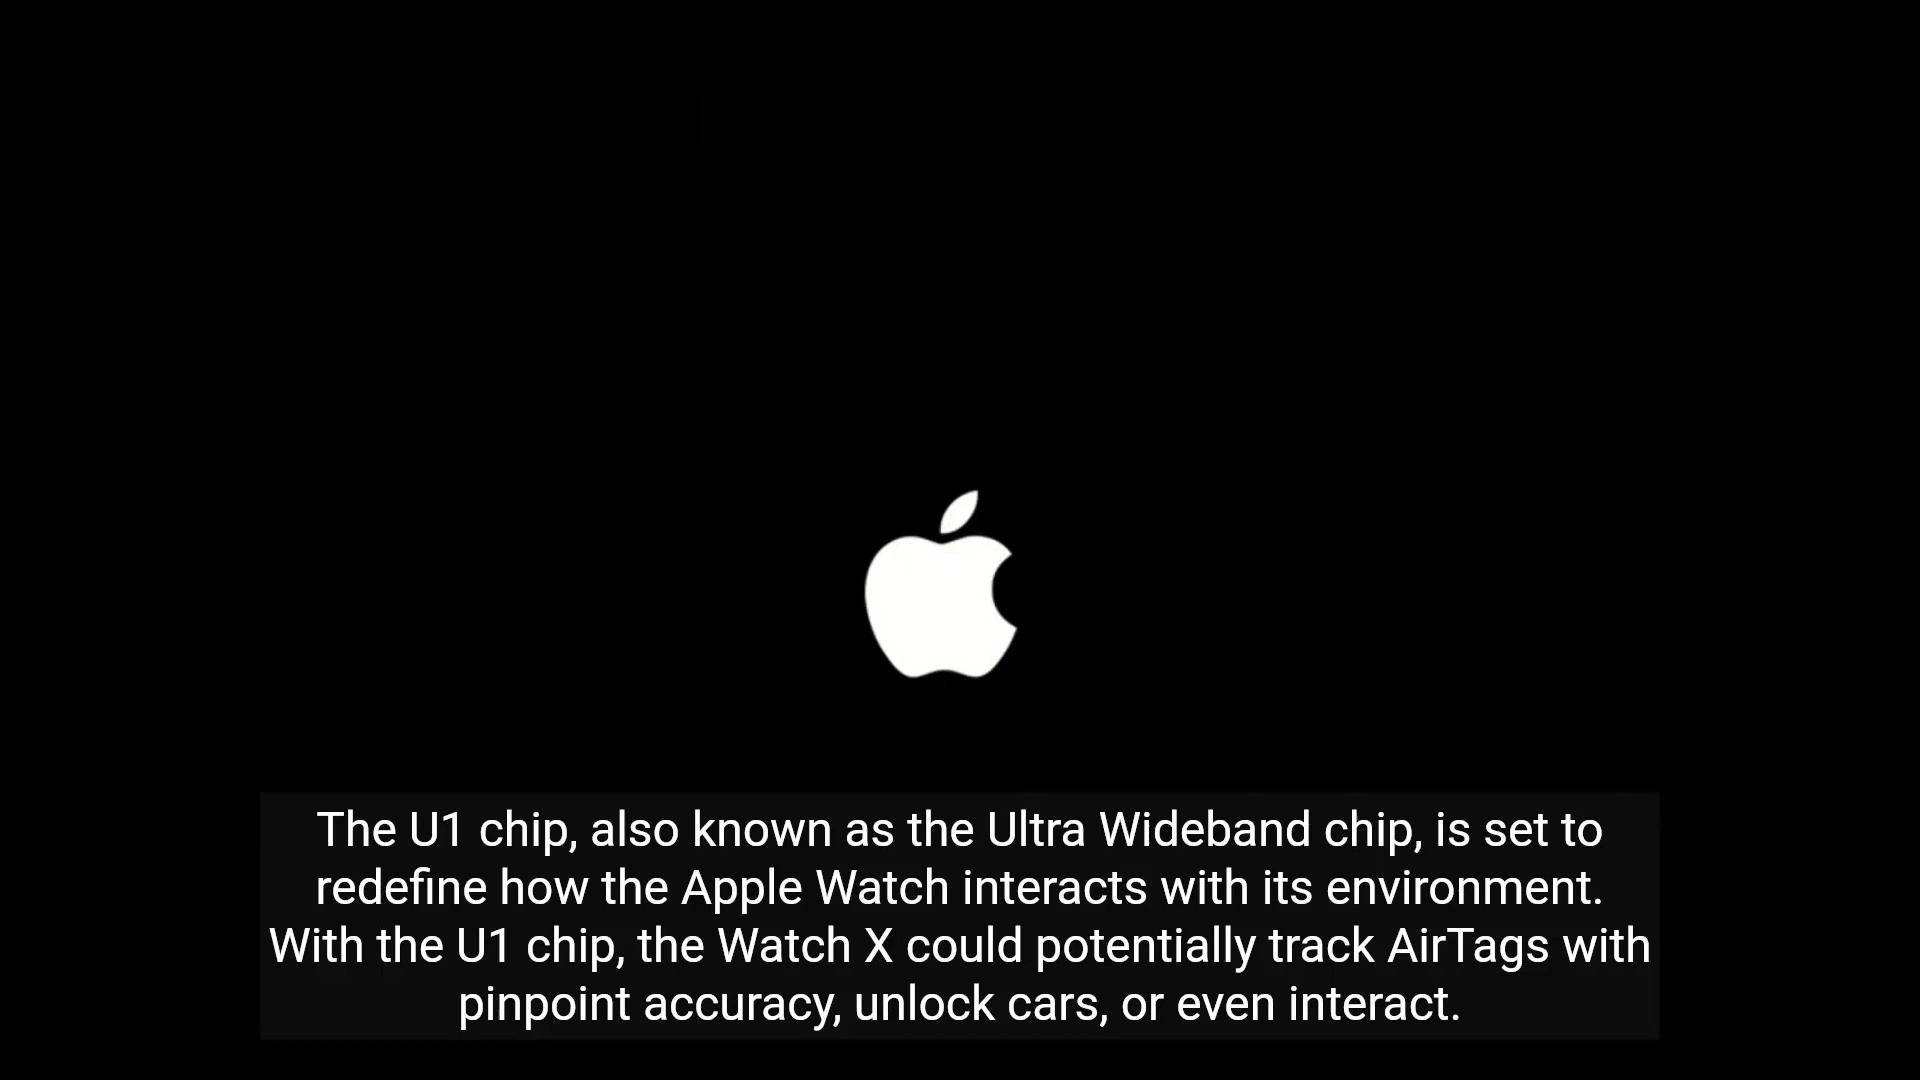 The U1 chip, also known as the Ultra Wideband chip, is set to
redefine how the Apple Watch interacts with its environment.
With the U1 chip, the Watch X could potentially track AirTags with
pinpoint accuracy, unlock cars, or even interact.